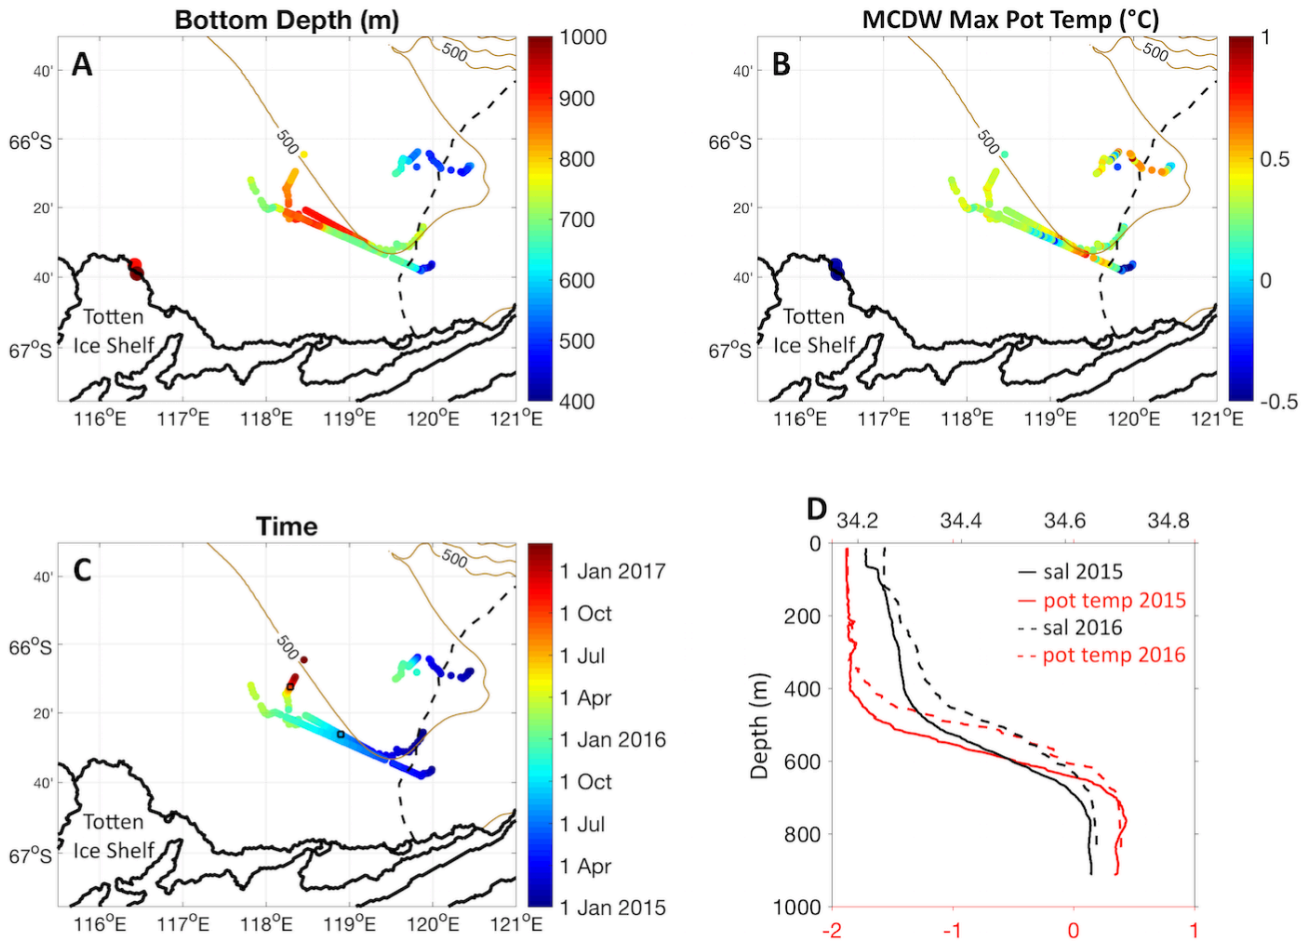 Bottom Depth (m)
A
500
500
Totten
Ice Shelf
40'
66°S
20'
40'
67°S
116°E 117°E 118°E 119°E 120°E 121°E
1000
900
800
700
600
500
400
MCDW Max Pot Temp (°C)
B
500
500
Totten
Ice Shelf
40'
66°S
20'
40'
67°S
116°E 117°E 118°E 119°E 120°E 121°E
1
0.5
0
-0.5
Time
C
500
500
Totten
Ice Shelf
40'
66°S
20'
40'
67°S
116°E 117°E 118°E 119°E 120°E 121°E
1 Jan 2017
1 Oct
1 Jul
1 Apr
1 Jan 2016
1 Oct
1 Jul
1 Apr
1 Jan 2015
D
34.2 34.4 34.6 34.8
0
200
400
600
800
1000
Depth (m)
sal 2015
pot temp 2015
sal 2016
pot temp 2016
-2 -1 0 1